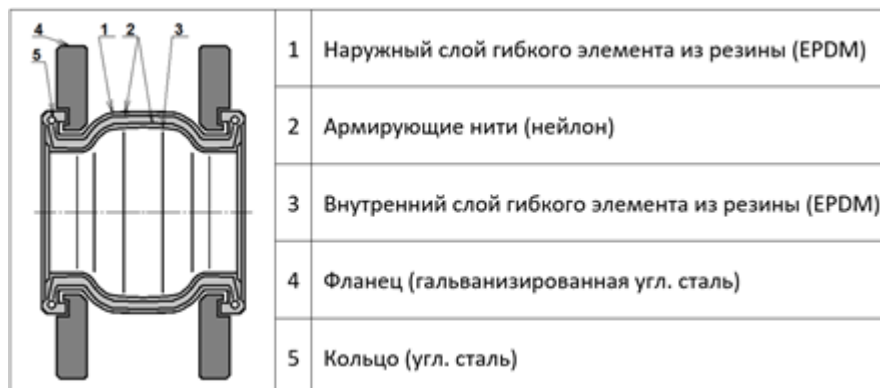 4 1 2 3
5
1 Наружный слой гибкого элемента из резины (EPDM)
2 Армирующие нити (нейлон)
3 Внутренний слой гибкого элемента из резины (EPDM)
4 Фланец (гальванизированная угл. сталь)
5 Кольцо (угл. сталь)